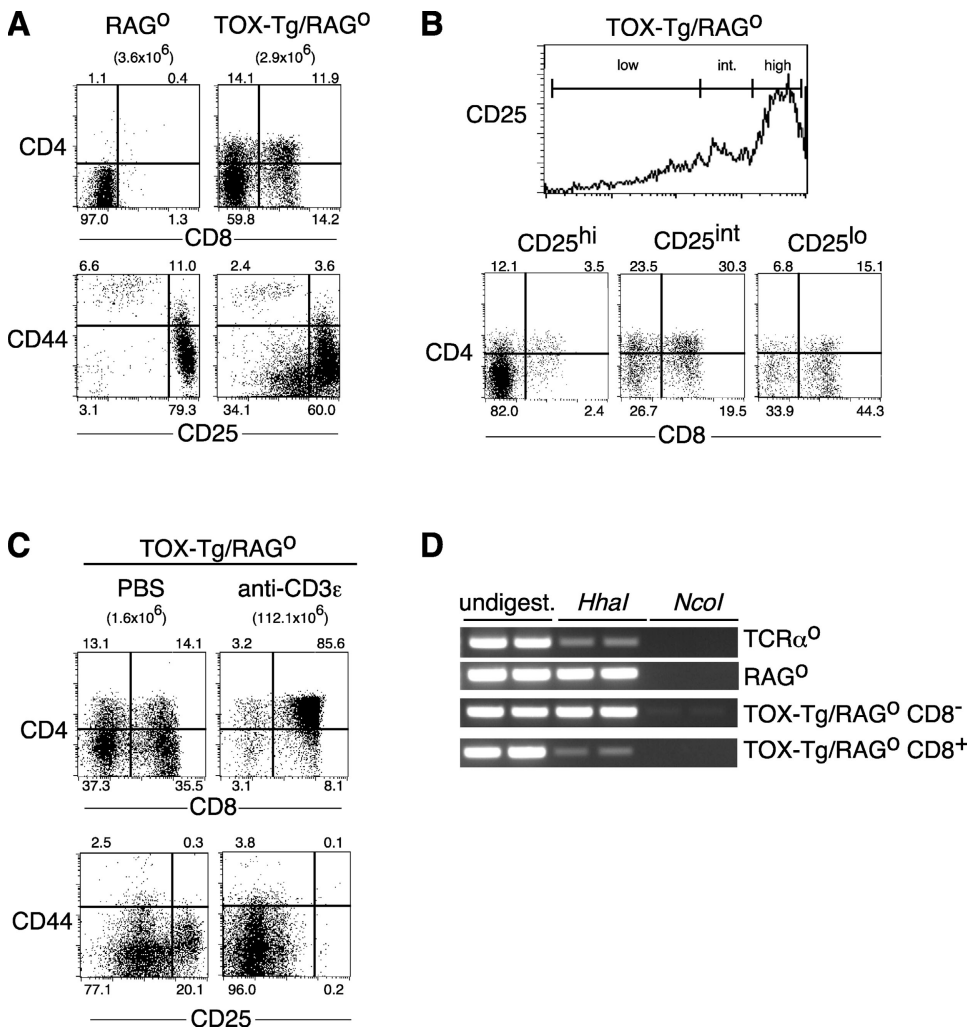 A
RAGº TOX-Tg/RAGº
(3.6x10⁶) (2.9x10⁶)
1.1 0.4 14.1 11.9
CD4
97.0 1.3 59.8 14.2
CD8
6.6 11.0 2.4 3.6
CD44
3.1 79.3 34.1 60.0
CD25
B
TOX-Tg/RAGº
low int. high
CD25
CD25hi CD25int CD25lo
12.1 3.5 23.5 30.3 6.8 15.1
CD4
82.0 2.4 26.7 19.5 33.9 44.3
CD8
C
TOX-Tg/RAGº
PBS anti-CD3ε
(1.6x10⁶) (112.1x10⁶)
13.1 14.1 3.2 85.6
CD4
37.3 35.5 3.1 8.1
CD8
2.5 0.3 3.8 0.1
CD44
77.1 20.1 96.0 0.2
CD25
D
undigest. HhaI NcoI
TCRαº
RAGº
TOX-Tg/RAGº CD8⁻
TOX-Tg/RAGº CD8⁺